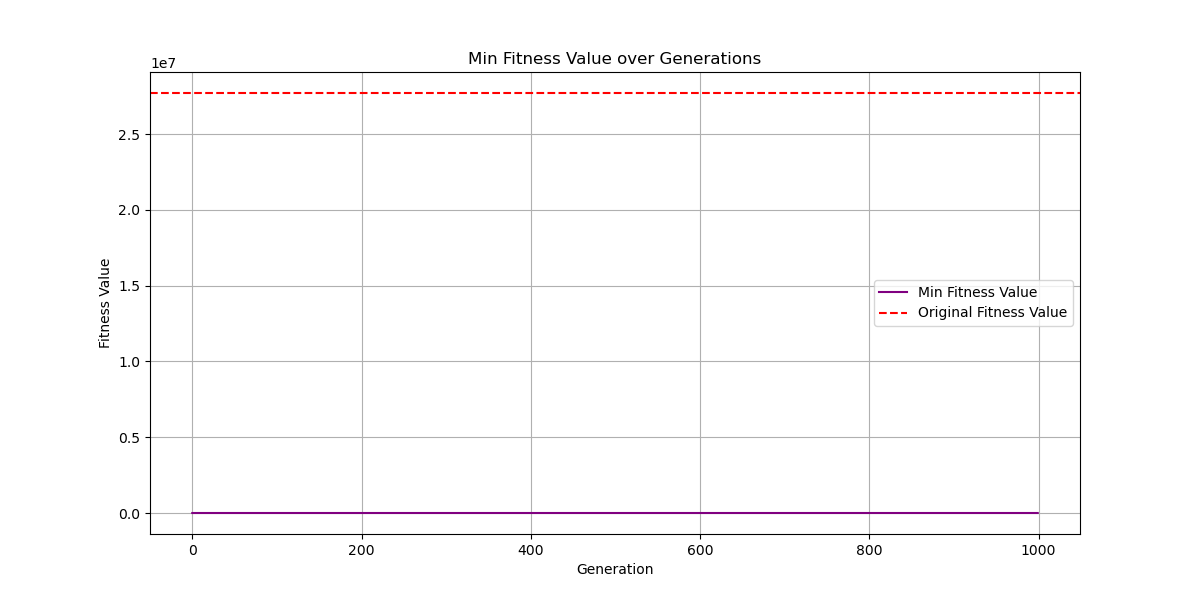 Min Fitness Value over Generations
1e7
2.5
2.0
1.5
1.0
0.5
0.0
Fitness Value
Min Fitness Value
Original Fitness Value
0 200 400 600 800 1000
Generation